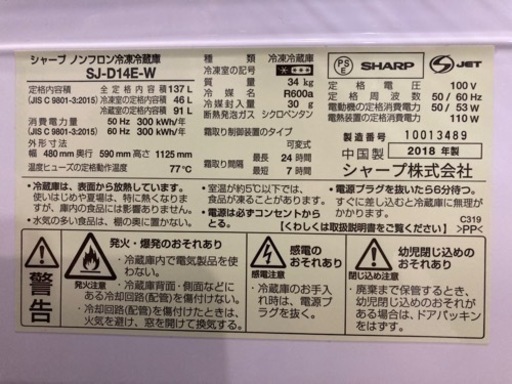 シャープ ノンフロン冷凍冷蔵庫
SJ-D14E-W
定格内容積 全定格内容積 137 L
(JIS C 9801-3:2015) 冷凍室の定格内容積 46 L
冷蔵室の定格内容積 91 L
消費電力量 50 Hz 300 kWh/年
(JIS C 9801-3:2015) 60 Hz 300 kWh/年
外形寸法
幅 480 mm 奥行 590 mm 高さ 1125 mm
温度ヒューズの定格動作温度 77℃
種類 冷凍冷蔵庫
冷凍室の記号
質量 34 kg
冷媒名 R600a
冷媒封入量 30 g
断熱発泡ガス シクロペンタン
霜取り制御装置のタイプ
可変式
霜取り間隔 最長 24 時間
最短 7 時間
PS
E
SHARP
JET
定格電圧 100 V
定格周波数 50 / 60 Hz
電動機の定格消費電力 50 / 53 W
電熱装置の定格消費電力 110 W
製造番号 10013489
中国製 2018 年製
シャープ株式会社
・冷蔵庫は、表面から放熱しています。
使いはじめや夏場は、特に熱くなりますが、庫内の食品には影響ありません。
・水気の多い食品は、棚の奥に置かない。
・室温が約5℃以下では、食品が凍ることがあります。
・電源は必ずコンセントからとる。
・電源プラグを抜いたら6分待つ。
すぐに差し込むと冷蔵庫に無理がかかります。
【くわしくは取扱説明書をご覧ください】
C319
>PP<
警告
発火・爆発のおそれあり
発火注意
・冷蔵庫内で電気製品を使わない。
・冷蔵庫背面・側面などにある冷却回路(配管)を傷付けない。
・冷却回路(配管)を傷付けたときは、火気を避け、窓を開けて換気する。
感電のおそれあり
感電注意
・冷蔵庫のお手入れ時は、電源プラグを抜く。
幼児閉じ込めのおそれあり
閉じ込め注意
・廃棄まで保管するとき、幼児閉じ込めのおそれがある場合は、ドアパッキンをはずす。